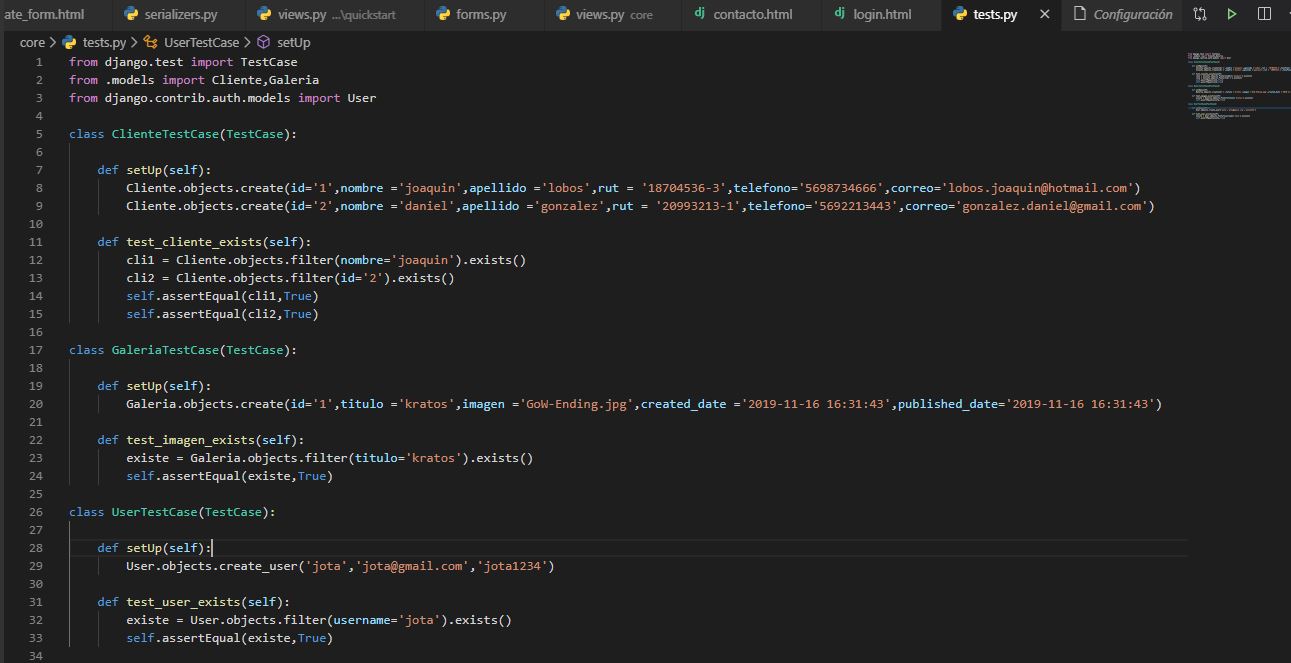 ate_form.html serializers.py views.py ...\quickstart forms.py views.py core contacto.html login.html tests.py Configuración
core > tests.py > UserTestCase > setUp
1 from django.test import TestCase
2 from .models import Cliente,Galeria
3 from django.contrib.auth.models import User
4
5 class ClienteTestCase(TestCase):
6
7 def setUp(self):
8 Cliente.objects.create(id='1',nombre ='joaquin',apellido ='lobos',rut = '18704536-3',telefono='5698734666',correo='lobos.joaquin@hotmail.com')
9 Cliente.objects.create(id='2',nombre ='daniel',apellido ='gonzalez',rut = '20993213-1',telefono='5692213443',correo='gonzalez.daniel@gmail.com')
10
11 def test_cliente_exists(self):
12 cli1 = Cliente.objects.filter(nombre='joaquin').exists()
13 cli2 = Cliente.objects.filter(id='2').exists()
14 self.assertEqual(cli1,True)
15 self.assertEqual(cli2,True)
16
17 class GaleriaTestCase(TestCase):
18
19 def setUp(self):
20 Galeria.objects.create(id='1',titulo ='kratos',imagen ='GoW-Ending.jpg',created_date ='2019-11-16 16:31:43',published_date='2019-11-16 16:31:43')
21
22 def test_imagen_exists(self):
23 existe = Galeria.objects.filter(titulo='kratos').exists()
24 self.assertEqual(existe,True)
25
26 class UserTestCase(TestCase):
27
28 def setUp(self):
29 User.objects.create_user('jota','jota@gmail.com','jota1234')
30
31 def test_user_exists(self):
32 existe = User.objects.filter(username='jota').exists()
33 self.assertEqual(existe,True)
34